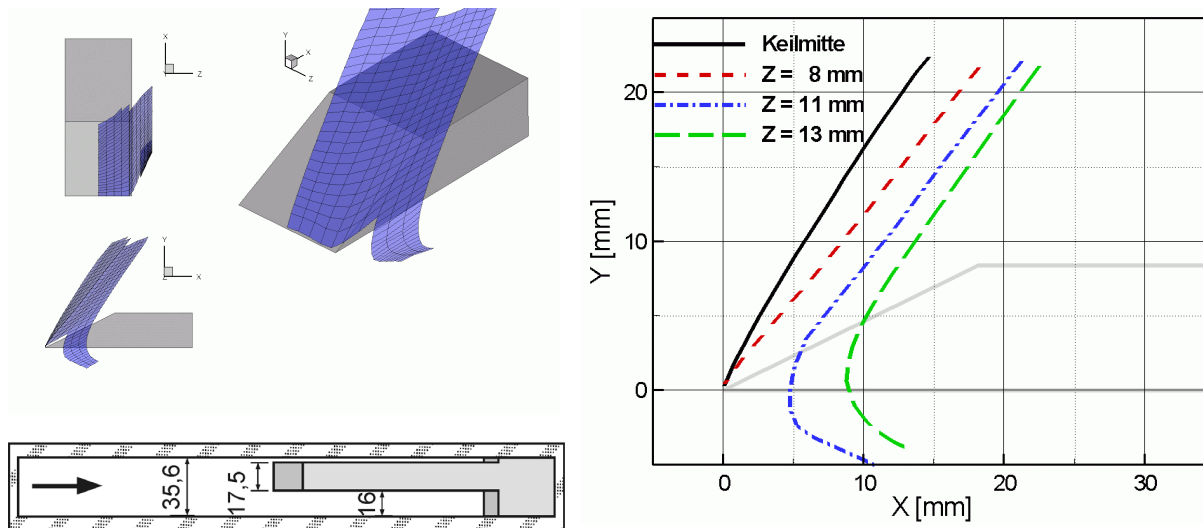 X
Z
Y
X
Z
Y
Z
X
35,6
17,5
16
Keilmitte
Z = 8 mm
Z = 11 mm
Z = 13 mm
Y [mm]
20
10
0
0
10
20
30
X [mm]